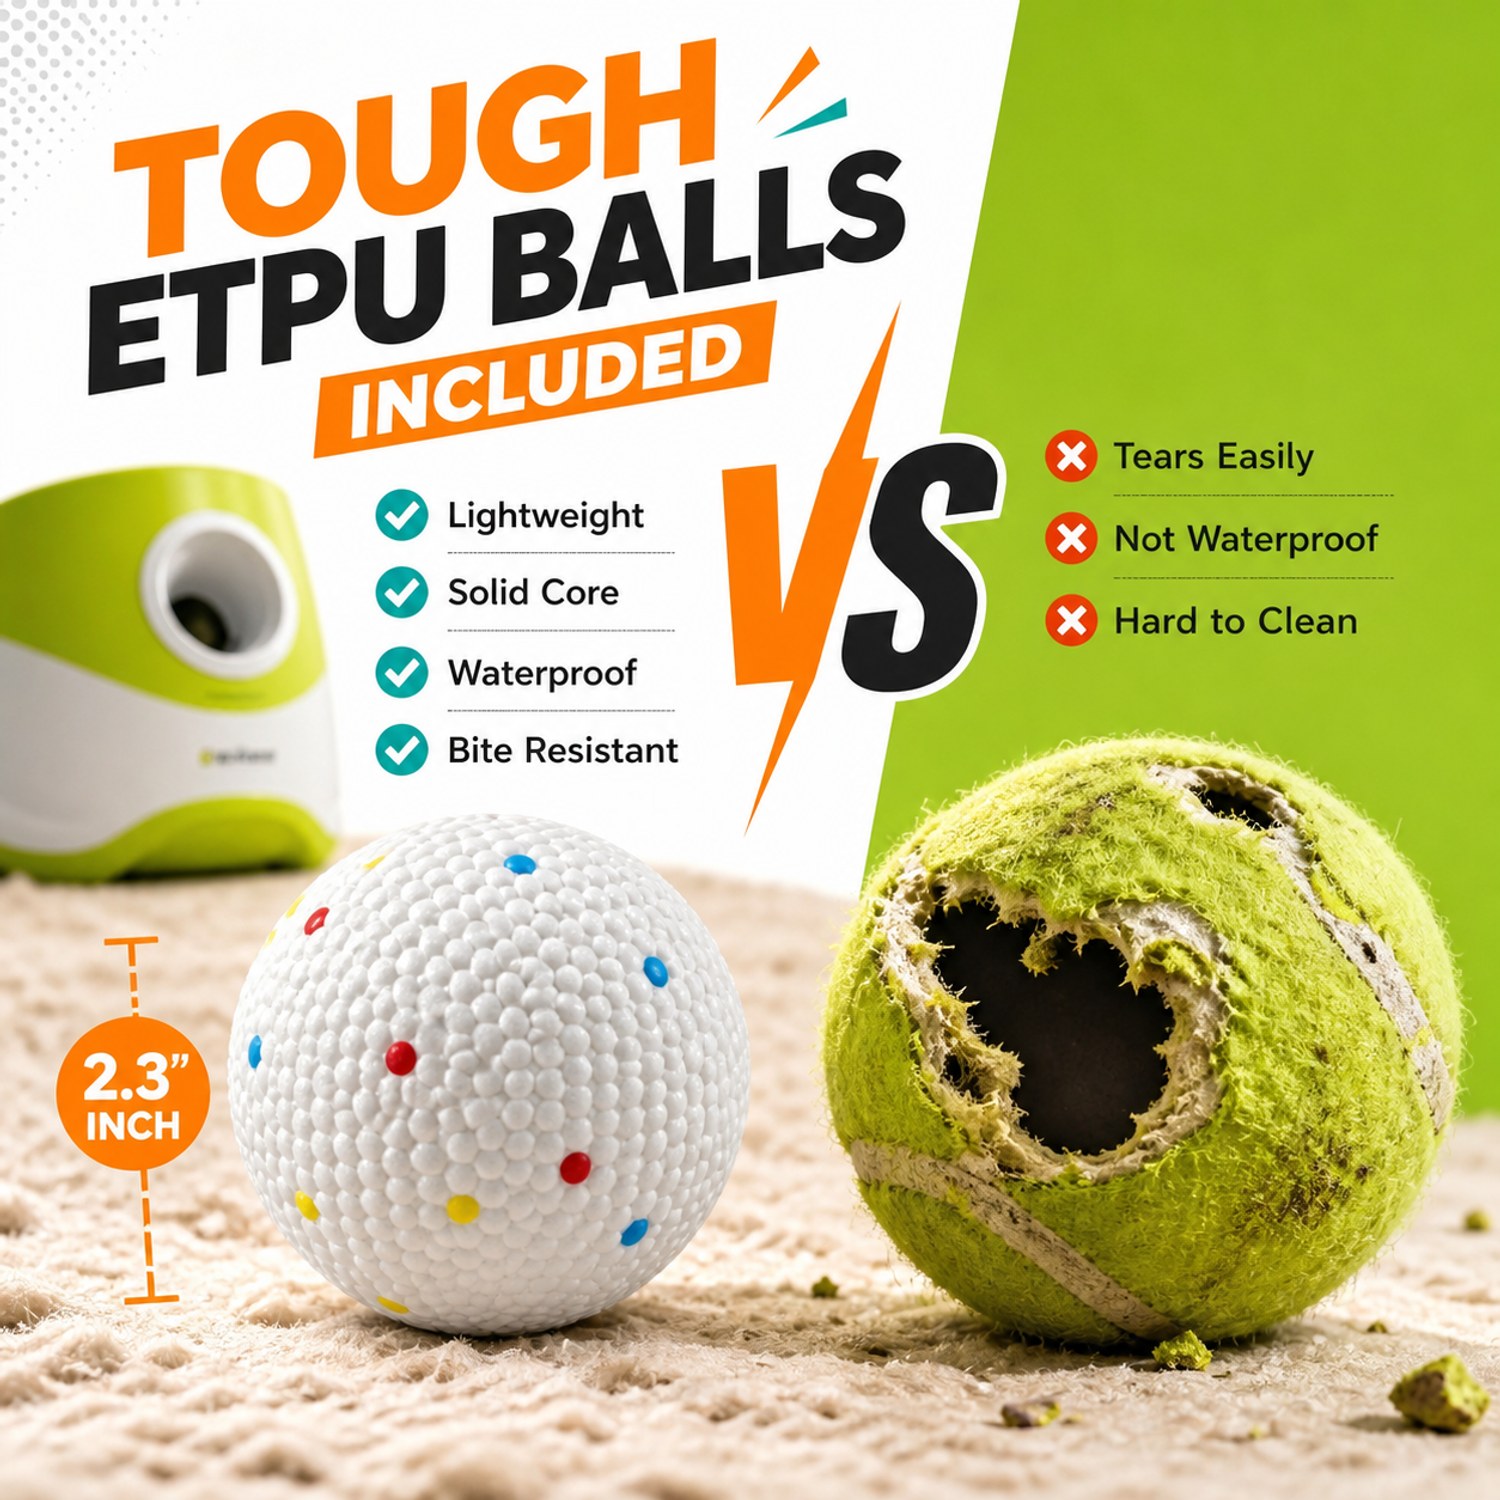 TOUGH
ETPU BALLS
INCLUDED
Lightweight
Solid Core
Waterproof
Bite Resistant
VS
Tears Easily
Not Waterproof
Hard to Clean
2.3”
INCH